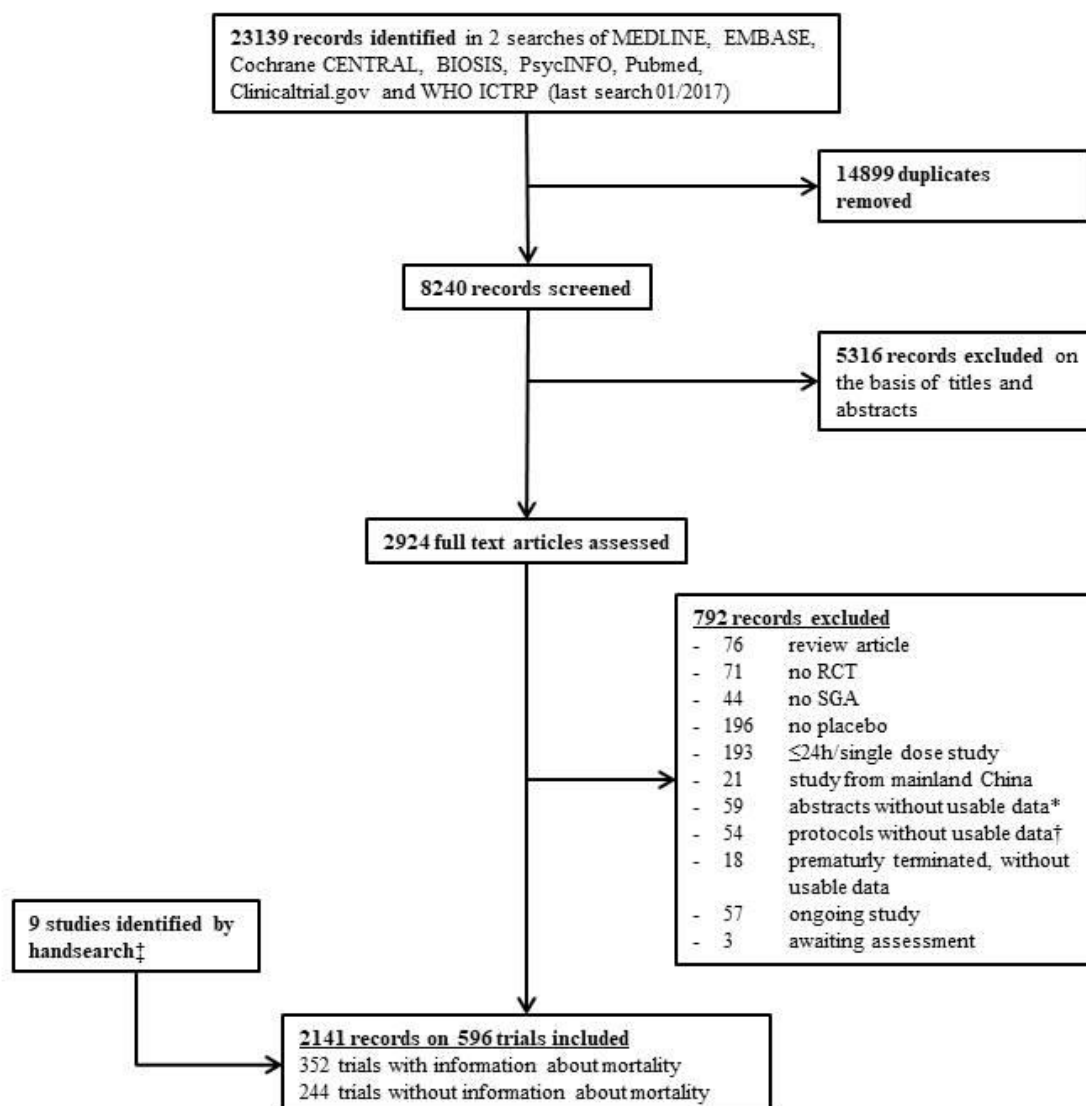 23139 records identified in 2 searches of MEDLINE, EMBASE,
Cochrane CENTRAL, BIOSIS, PsycINFO, Pubmed,
Clinicaltrial.gov and WHO ICTRP (last search 01/2017)
14899 duplicates
removed
8240 records screened
5316 records excluded on
the basis of titles and
abstracts
2924 full text articles assessed
792 records excluded
- 76 review article
- 71 no RCT
- 44 no SGA
- 196 no placebo
- 193 ≤24h/single dose study
- 21 study from mainland China
- 59 abstracts without usable data*
- 54 protocols without usable data†
- 18 prematurly terminated, without
usable data
- 57 ongoing study
- 3 awaiting assessment
9 studies identified by
handsearch‡
2141 records on 596 trials included
352 trials with information about mortality
244 trials without information about mortality